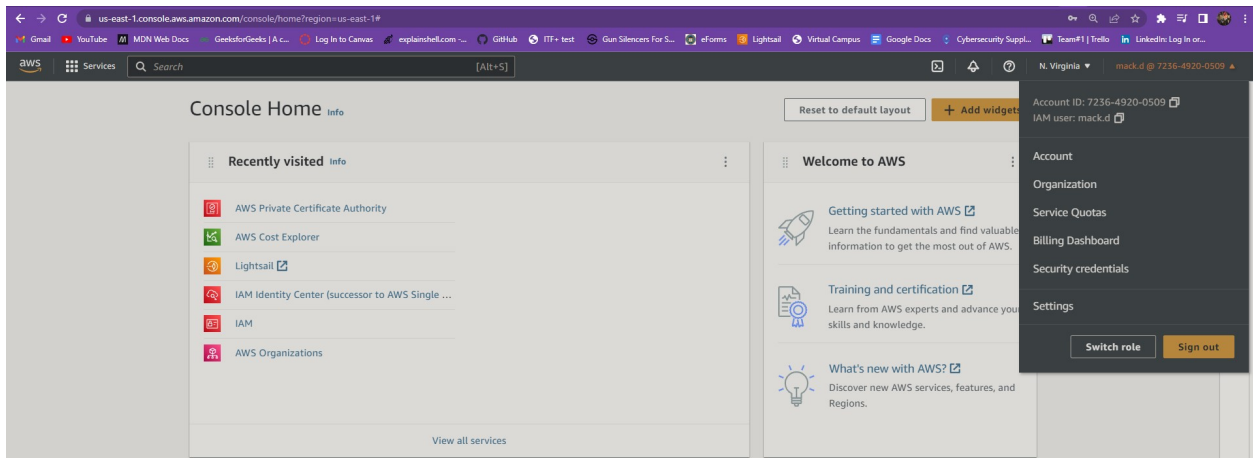 us-east-1.console.aws.amazon.com/console/home?region=us-east-1#
Gmail YouTube MDN Web Docs GeeksforGeeks | A c... Log In to Canvas explainshell.com -... GitHub ITF+ test Gun Silencers For S... eForms Lightsail Virtual Campus Google Docs Cybersecurity Suppl... Team#1 | Trello LinkedIn: Log In or...
aws Services Search [Alt+S] N. Virginia mack.d @ 7236-4920-0509
Console Home Info
Reset to default layout + Add widgets
Account ID: 7236-4920-0509
IAM user: mack.d
Account
Organization
Service Quotas
Billing Dashboard
Security credentials
Settings
Switch role Sign out
Recently visited Info
AWS Private Certificate Authority
AWS Cost Explorer
Lightsail
IAM Identity Center (successor to AWS Single ...
IAM
AWS Organizations
View all services
Welcome to AWS
Getting started with AWS
Learn the fundamentals and find valuable
information to get the most out of AWS.
Training and certification
Learn from AWS experts and advance your
skills and knowledge.
What's new with AWS?
Discover new AWS services, features, and
Regions.